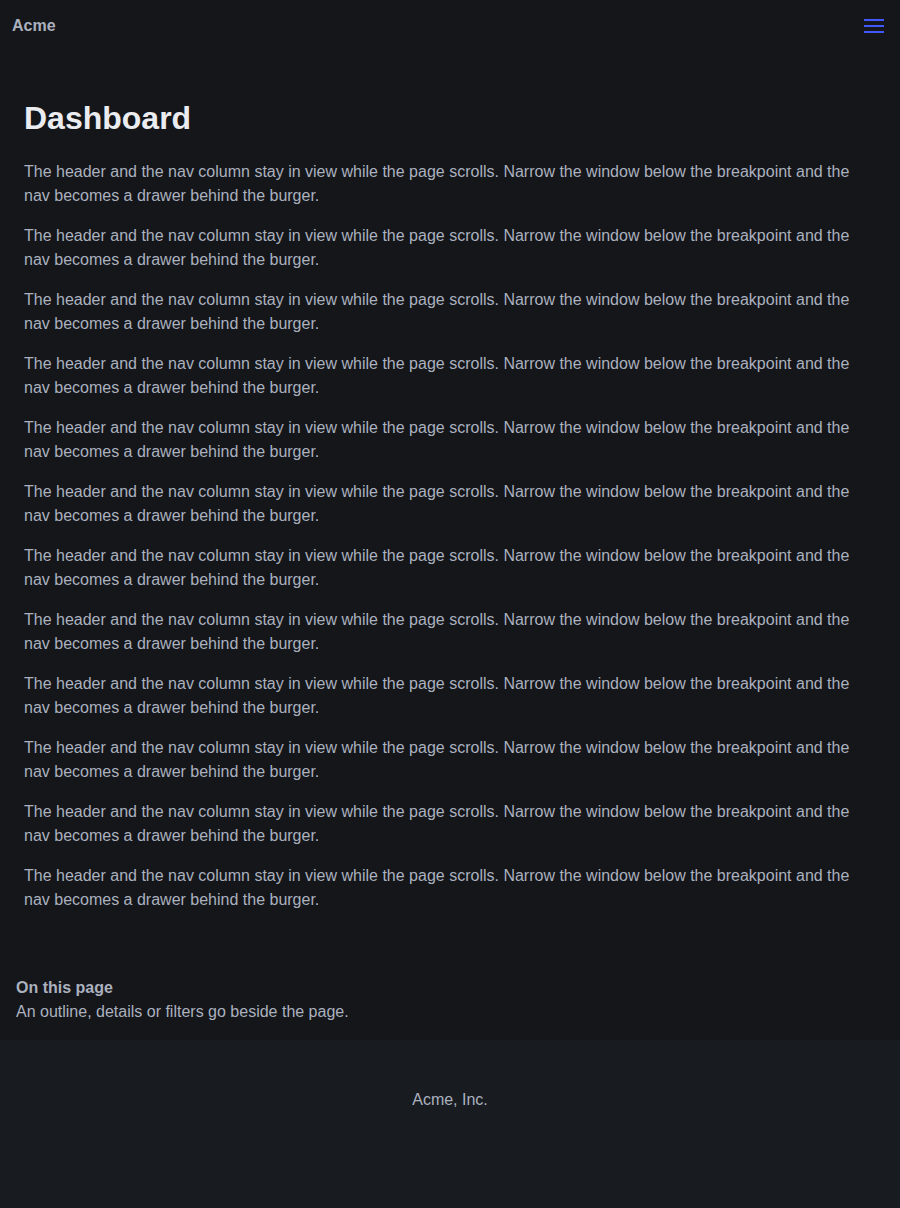 Acme
Dashboard
The header and the nav column stay in view while the page scrolls. Narrow the window below the breakpoint and the
nav becomes a drawer behind the burger.
The header and the nav column stay in view while the page scrolls. Narrow the window below the breakpoint and the
nav becomes a drawer behind the burger.
The header and the nav column stay in view while the page scrolls. Narrow the window below the breakpoint and the
nav becomes a drawer behind the burger.
The header and the nav column stay in view while the page scrolls. Narrow the window below the breakpoint and the
nav becomes a drawer behind the burger.
The header and the nav column stay in view while the page scrolls. Narrow the window below the breakpoint and the
nav becomes a drawer behind the burger.
The header and the nav column stay in view while the page scrolls. Narrow the window below the breakpoint and the
nav becomes a drawer behind the burger.
The header and the nav column stay in view while the page scrolls. Narrow the window below the breakpoint and the
nav becomes a drawer behind the burger.
The header and the nav column stay in view while the page scrolls. Narrow the window below the breakpoint and the
nav becomes a drawer behind the burger.
The header and the nav column stay in view while the page scrolls. Narrow the window below the breakpoint and the
nav becomes a drawer behind the burger.
The header and the nav column stay in view while the page scrolls. Narrow the window below the breakpoint and the
nav becomes a drawer behind the burger.
The header and the nav column stay in view while the page scrolls. Narrow the window below the breakpoint and the
nav becomes a drawer behind the burger.
The header and the nav column stay in view while the page scrolls. Narrow the window below the breakpoint and the
nav becomes a drawer behind the burger.
On this page
An outline, details or filters go beside the page.
Acme, Inc.